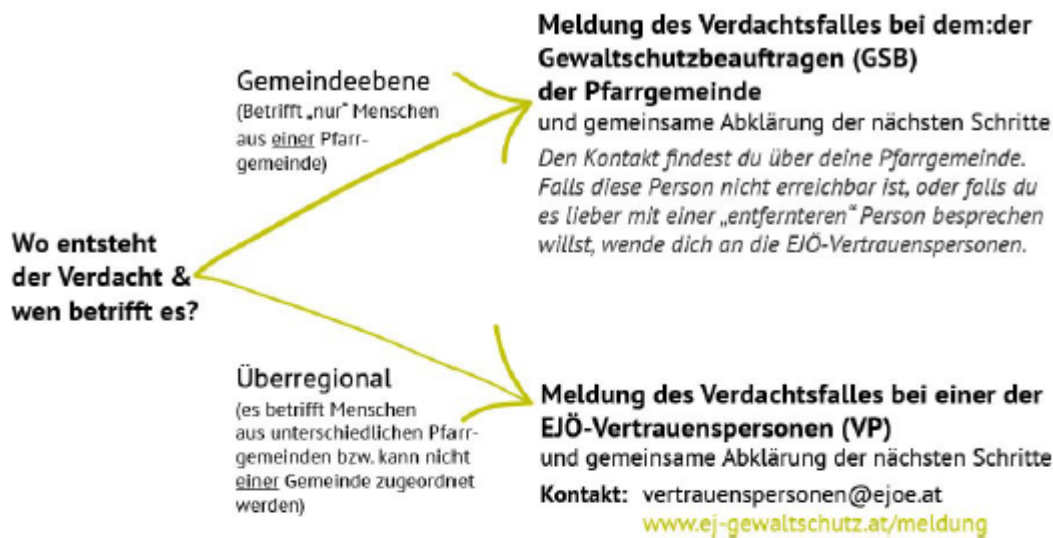 Wo entsteht
der Verdacht &
wen betrifft es?
Gemeindeebene
(Betrifft „nur“ Menschen
aus einer Pfarr-
gemeinde)
Meldung des Verdachtsfalles bei dem:der
Gewaltschutzbeauftragen (GSB)
der Pfarrgemeinde
und gemeinsame Abklärung der nächsten Schritte
Den Kontakt findest du über deine Pfarrgemeinde.
Falls diese Person nicht erreichbar ist, oder falls du
es lieber mit einer „entfernteren“ Person besprechen
willst, wende dich an die EJÖ-Vertrauenspersonen.
Überregional
(es betrifft Menschen
aus unterschiedlichen Pfarr-
gemeinden bzw. kann nicht
einer Gemeinde zugeordnet
werden)
Meldung des Verdachtsfalles bei einer der
EJÖ-Vertrauenspersonen (VP)
und gemeinsame Abklärung der nächsten Schritte
Kontakt: vertrauenspersonen@ejoe.at
www.ej-gewaltschutz.at/meldung